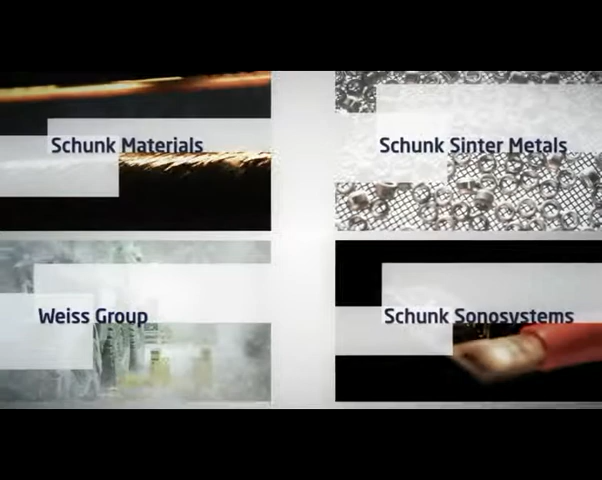 Schunk Materials
Schunk Sinter Metals
Weiss Group
Schunk Sonosystems